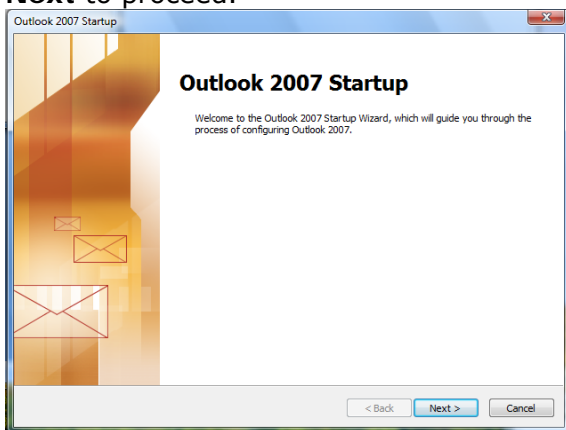 Next to proceed.
Outlook 2007 Startup
Outlook 2007 Startup
Welcome to the Outlook 2007 Startup Wizard, which will guide you through the
process of configuring Outlook 2007.
< Back Next > Cancel